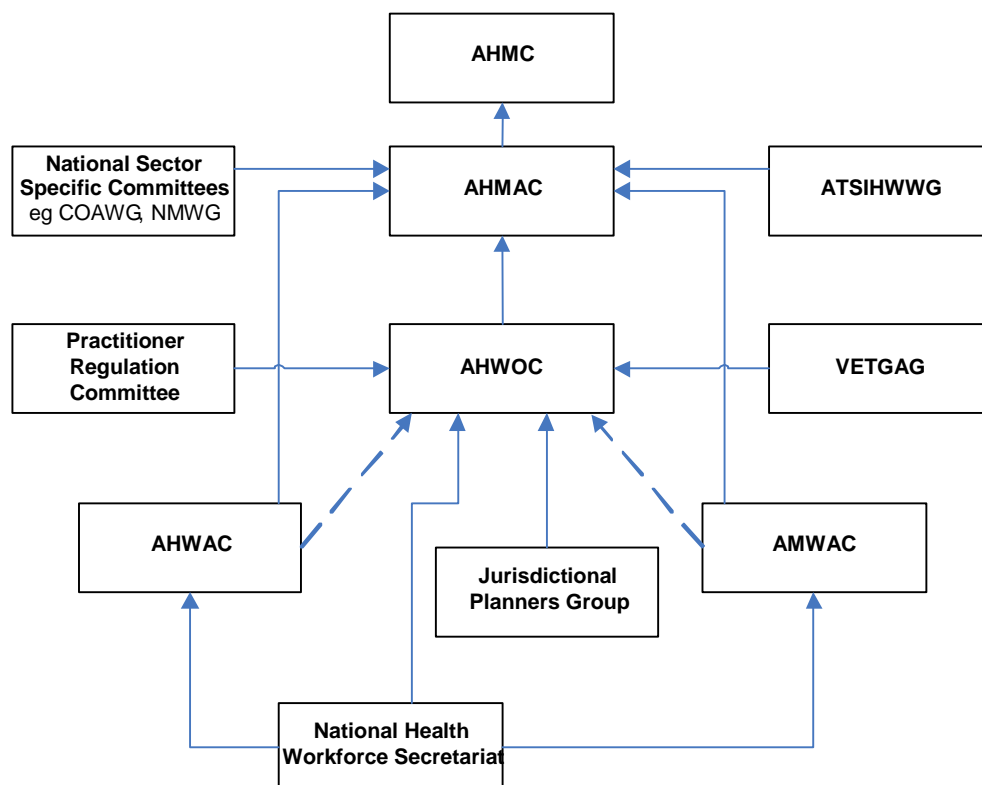 AHMC
National Sector
Specific Committees
eg COAWG, NMWG
AHMAC
ATSIHWWG
Practitioner
Regulation
Committee
AHWOC
VETGAG
AHWAC
Jurisdictional
Planners Group
AMWAC
National Health
Workforce Secretariat